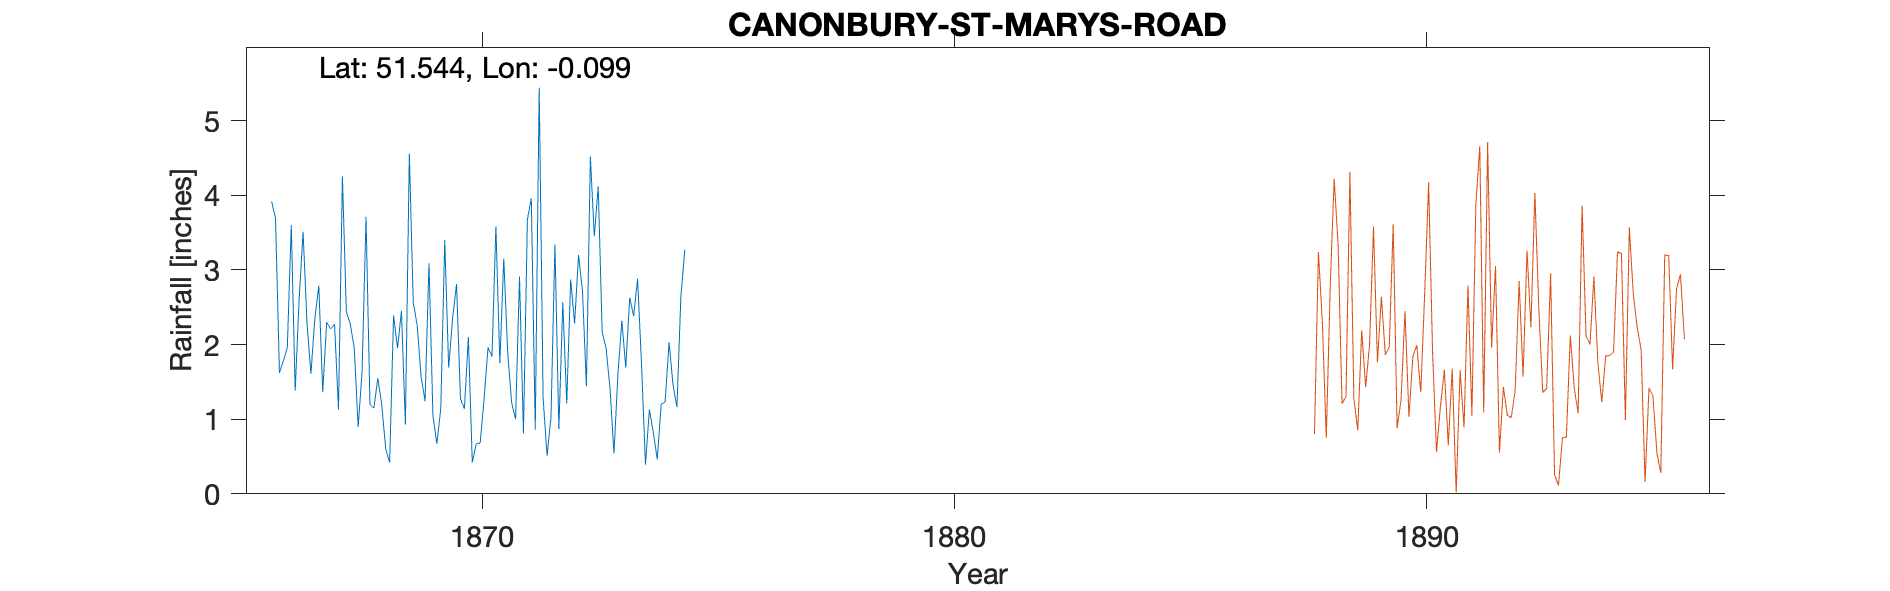 CANONBURY-ST-MARYS-ROAD
Lat: 51.544, Lon: -0.099
Rainfall [inches]
5
4
3
2
1
0
1870 1880 1890
Year